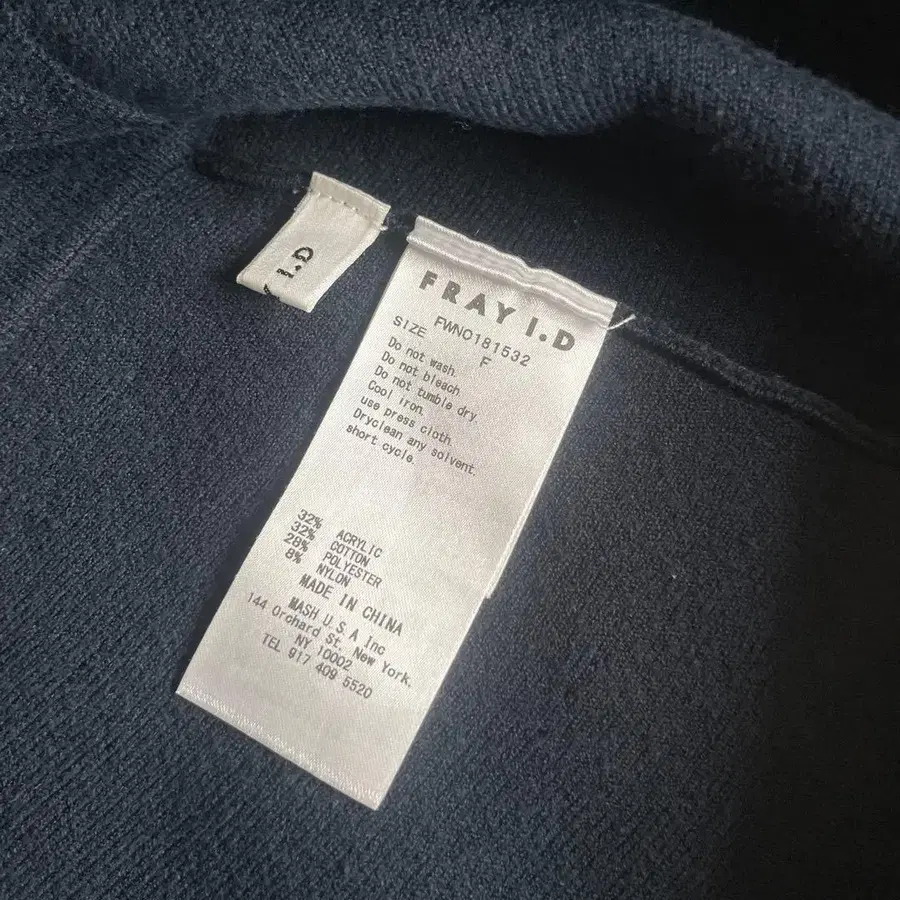 I.D
FRAY I.D
FWNO181532
SIZE F
Do not wash.
Do not bleach.
Do not tumble dry.
Cool iron.
use press cloth.
Dryclean any solvent.
short cycle.
32% ACRYLIC
32% COTTON
28% POLYESTER
8% NYLON
MADE IN CHINA
MASH U.S.A Inc
144 Orchard St. New York.
NY 10002
TEL 917 409 5520